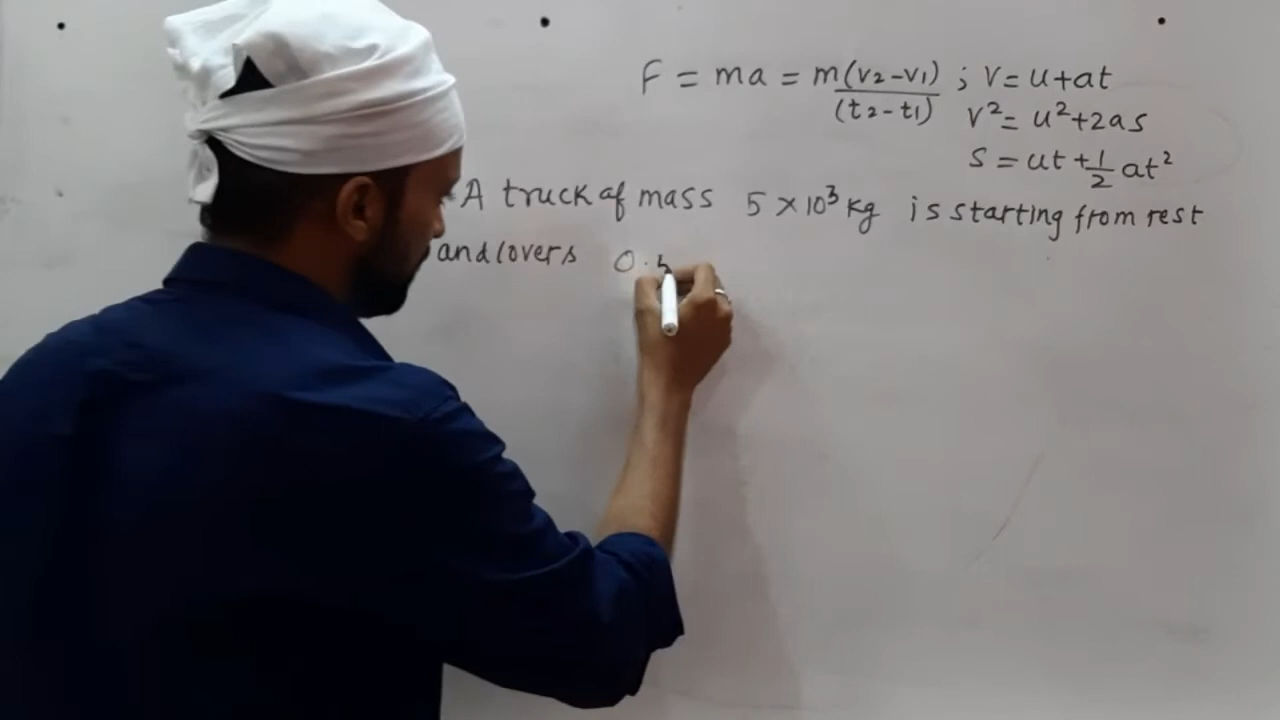 F = ma = m(v2-v1)/(t2-t1) ; v = u+at
v² = u²+2as
s = ut + 1/2 at²
A truck of mass 5 × 10³ kg is starting from rest
and covers 0.